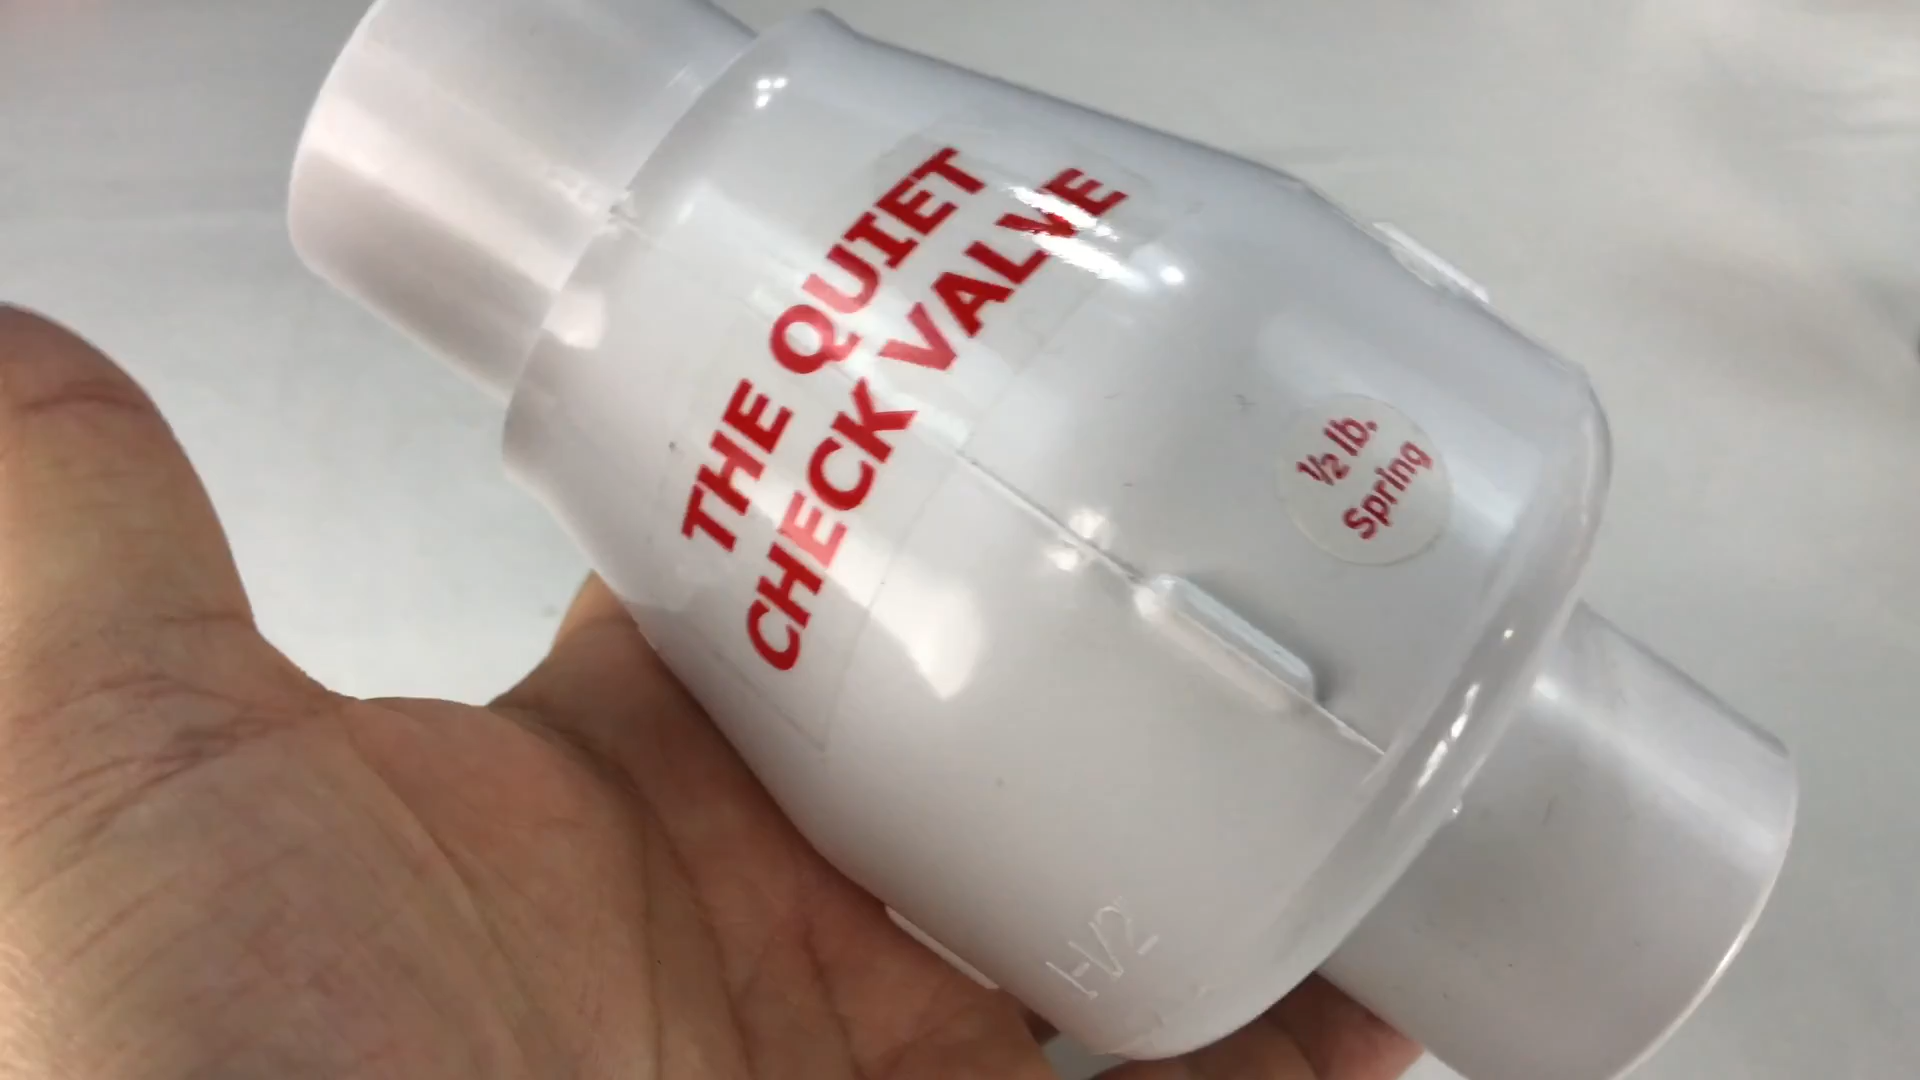 THE QUIET
CHECK VALVE
½ lb.
Spring
1-1/2